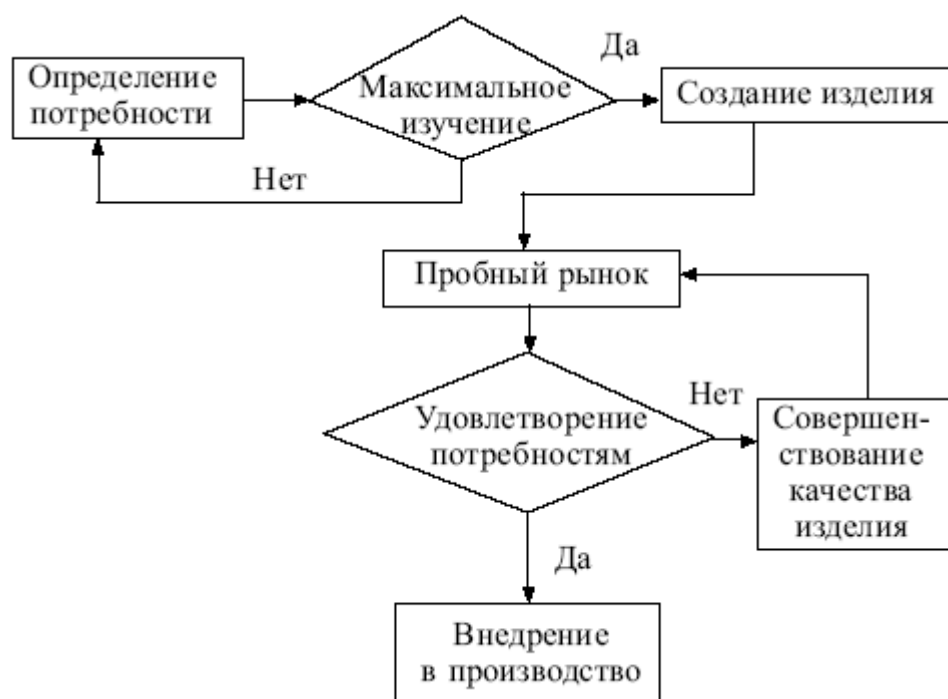 Определение
потребности
Максимальное
изучение
Да
Создание изделия
Нет
Пробный рынок
Удовлетворение
потребностям
Нет
Совершен-
ствование
качества
изделия
Да
Внедрение
в производство